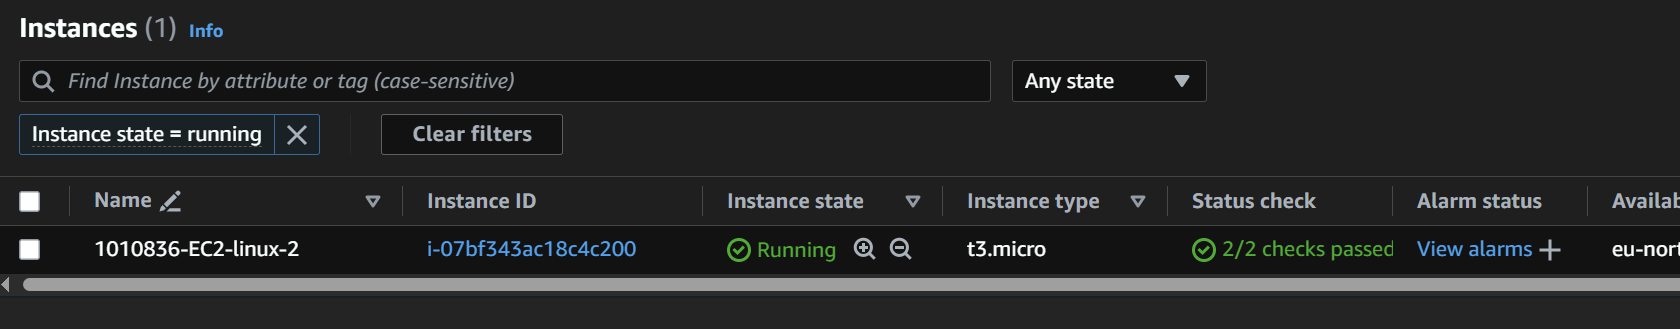 Instances (1) Info
Find Instance by attribute or tag (case-sensitive)
Any state
Instance state = running
Clear filters
Name Instance ID Instance state Instance type Status check Alarm status Availab
1010836-EC2-linux-2 i-07bf343ac18c4c200 Running t3.micro 2/2 checks passed View alarms eu-nort